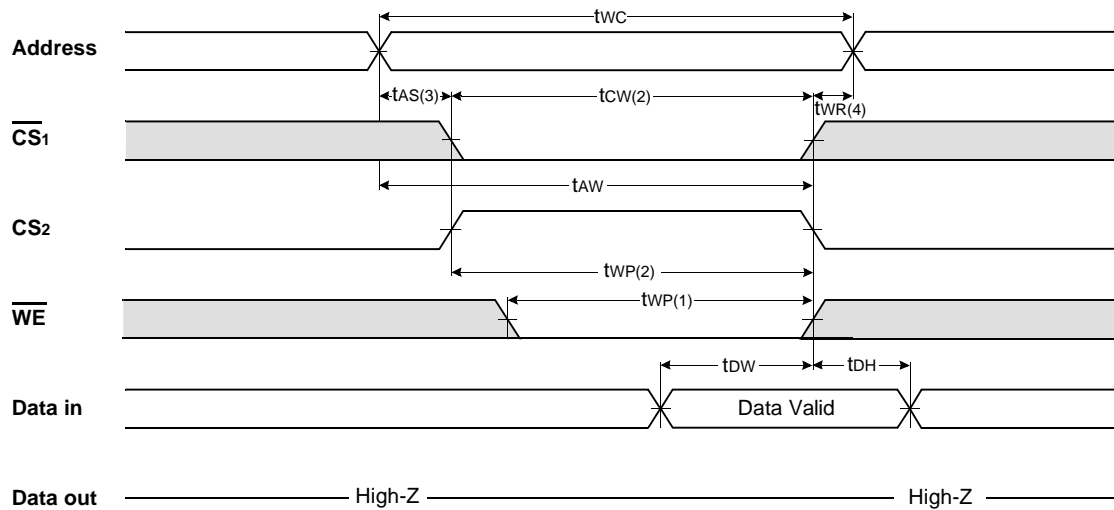 tWC
Address
tAS(3) tCW(2) tWR(4)
CS1
tAW
CS2
tWP(2)
tWP(1)
WE
tDW tDH
Data in Data Valid
Data out High-Z High-Z